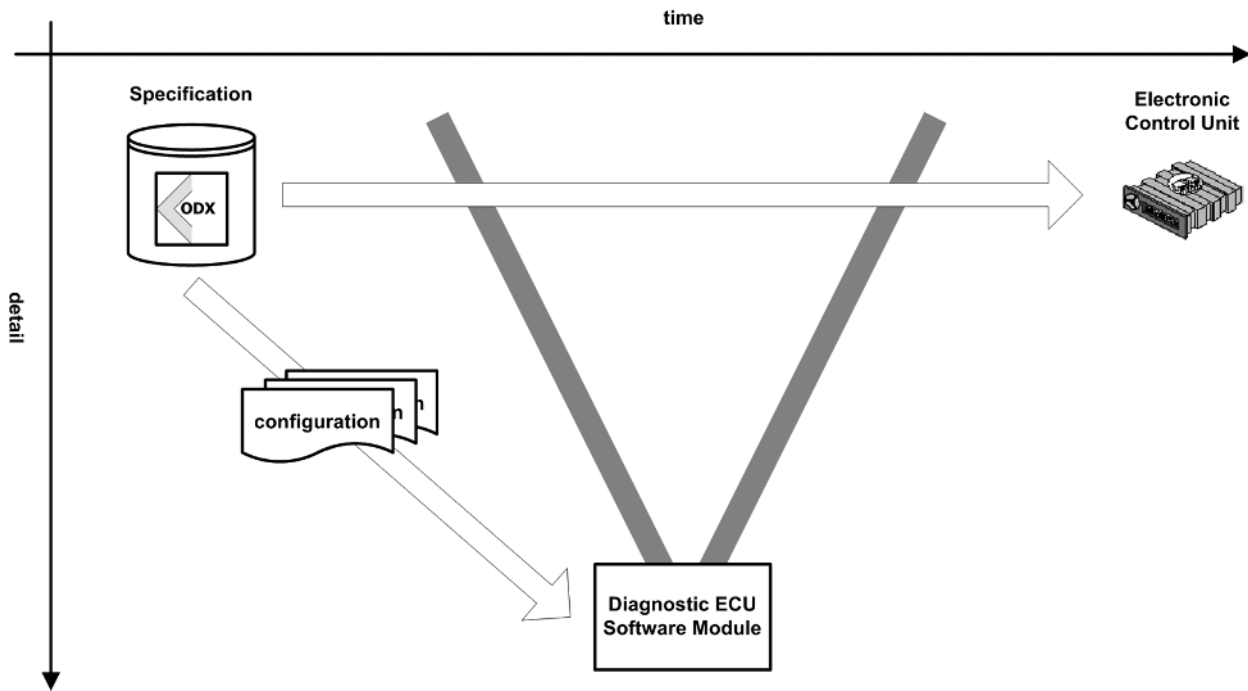 time
Specification
Electronic
Control Unit
ODX
detail
configuration
n
n
Diagnostic ECU
Software Module